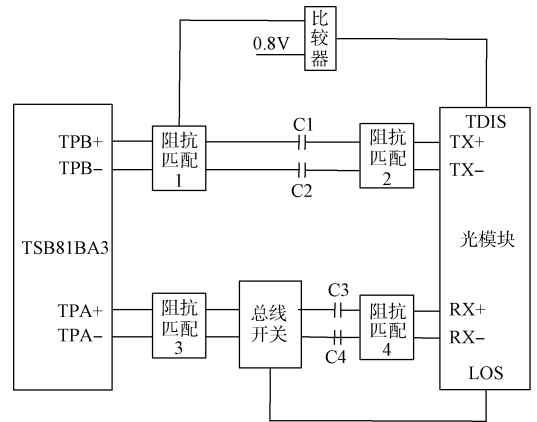 比
较
器
0.8V
TPB+
TPB−
TSB81BA3
TPA+
TPA−
阻抗
匹配
1
C1
C2
阻抗
匹配
2
TDIS
TX+
TX−
光模块
RX+
RX−
LOS
阻抗
匹配
3
总线
开关
C3
C4
阻抗
匹配
4